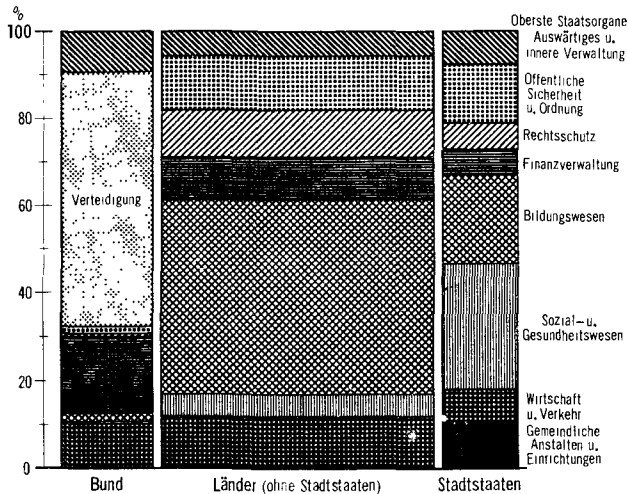 %
100
80
60
40
20
0
Verteidigung
Bund
Länder (ohne Stadtstaaten)
Stadtstaaten
Oberste Staatsorgane
Auswärtiges u.
innere Verwaltung
Öffentliche
Sicherheit
u. Ordnung
Rechtsschutz
Finanzverwaltung
Bildungswesen
Sozial- u.
Gesundheitswesen
Wirtschaft
u. Verkehr
Gemeindliche
Anstalten u.
Einrichtungen